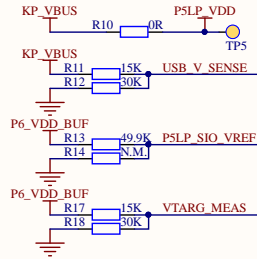 KP_VBUS P5LP_VDD
R10 0R
TP5
KP_VBUS
R11 15K USB_V_SENSE
R12 30K
P6_VDD_BUF
R13 49.9K P5LP_SIO_VREF
R14 N.M.
P6_VDD_BUF
R17 15K VTARG_MEAS
R18 30K